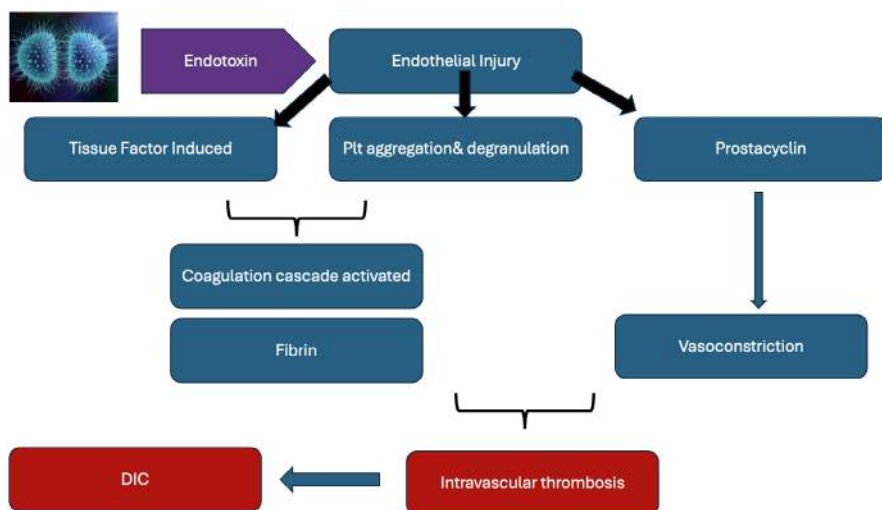 Endotoxin
Endothelial Injury
Tissue Factor Induced
Plt aggregation& degranulation
Prostacyclin
Coagulation cascade activated
Fibrin
Vasoconstriction
DIC
Intravascular thrombosis